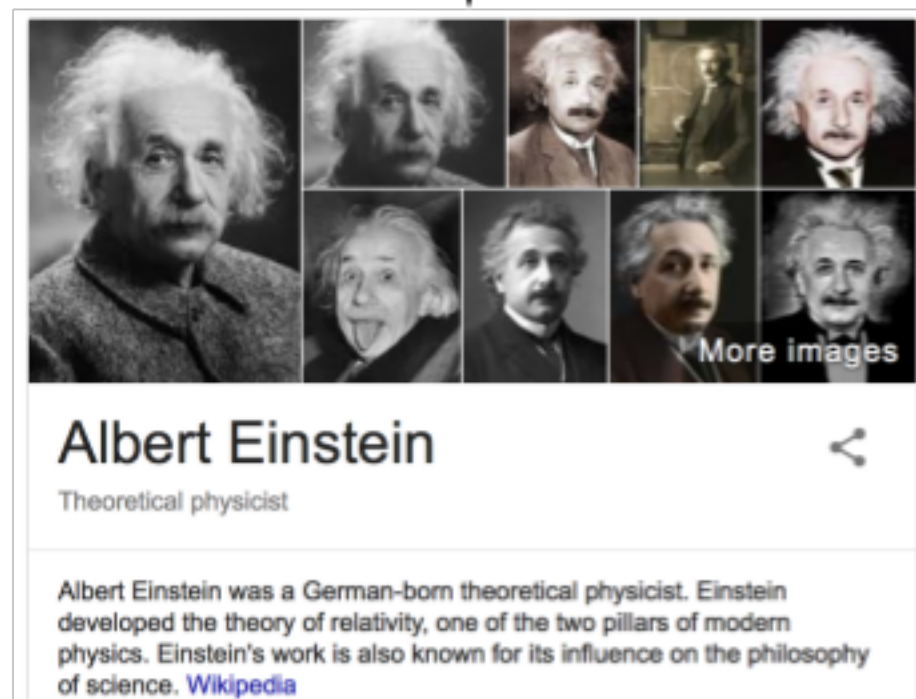 More images
Albert Einstein
Theoretical physicist
Albert Einstein was a German-born theoretical physicist. Einstein
developed the theory of relativity, one of the two pillars of modern
physics. Einstein's work is also known for its influence on the philosophy
of science. Wikipedia